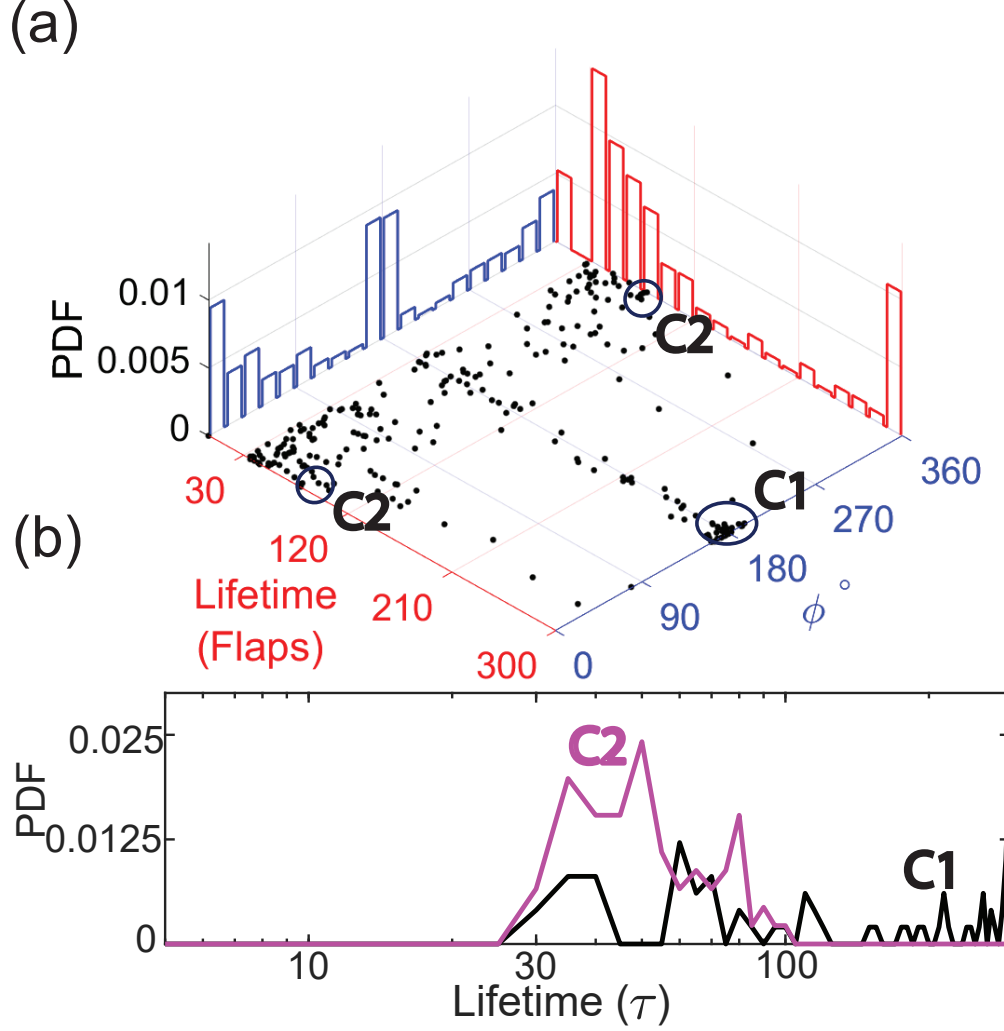 (a)
PDF
0.01
0.005
0
C2
C2
C1
30
120
210
300
Lifetime
(Flaps)
0
90
180
270
360
ϕ °
(b)
PDF
0.025
0.0125
0
C2
C1
10
30
100
Lifetime (τ)